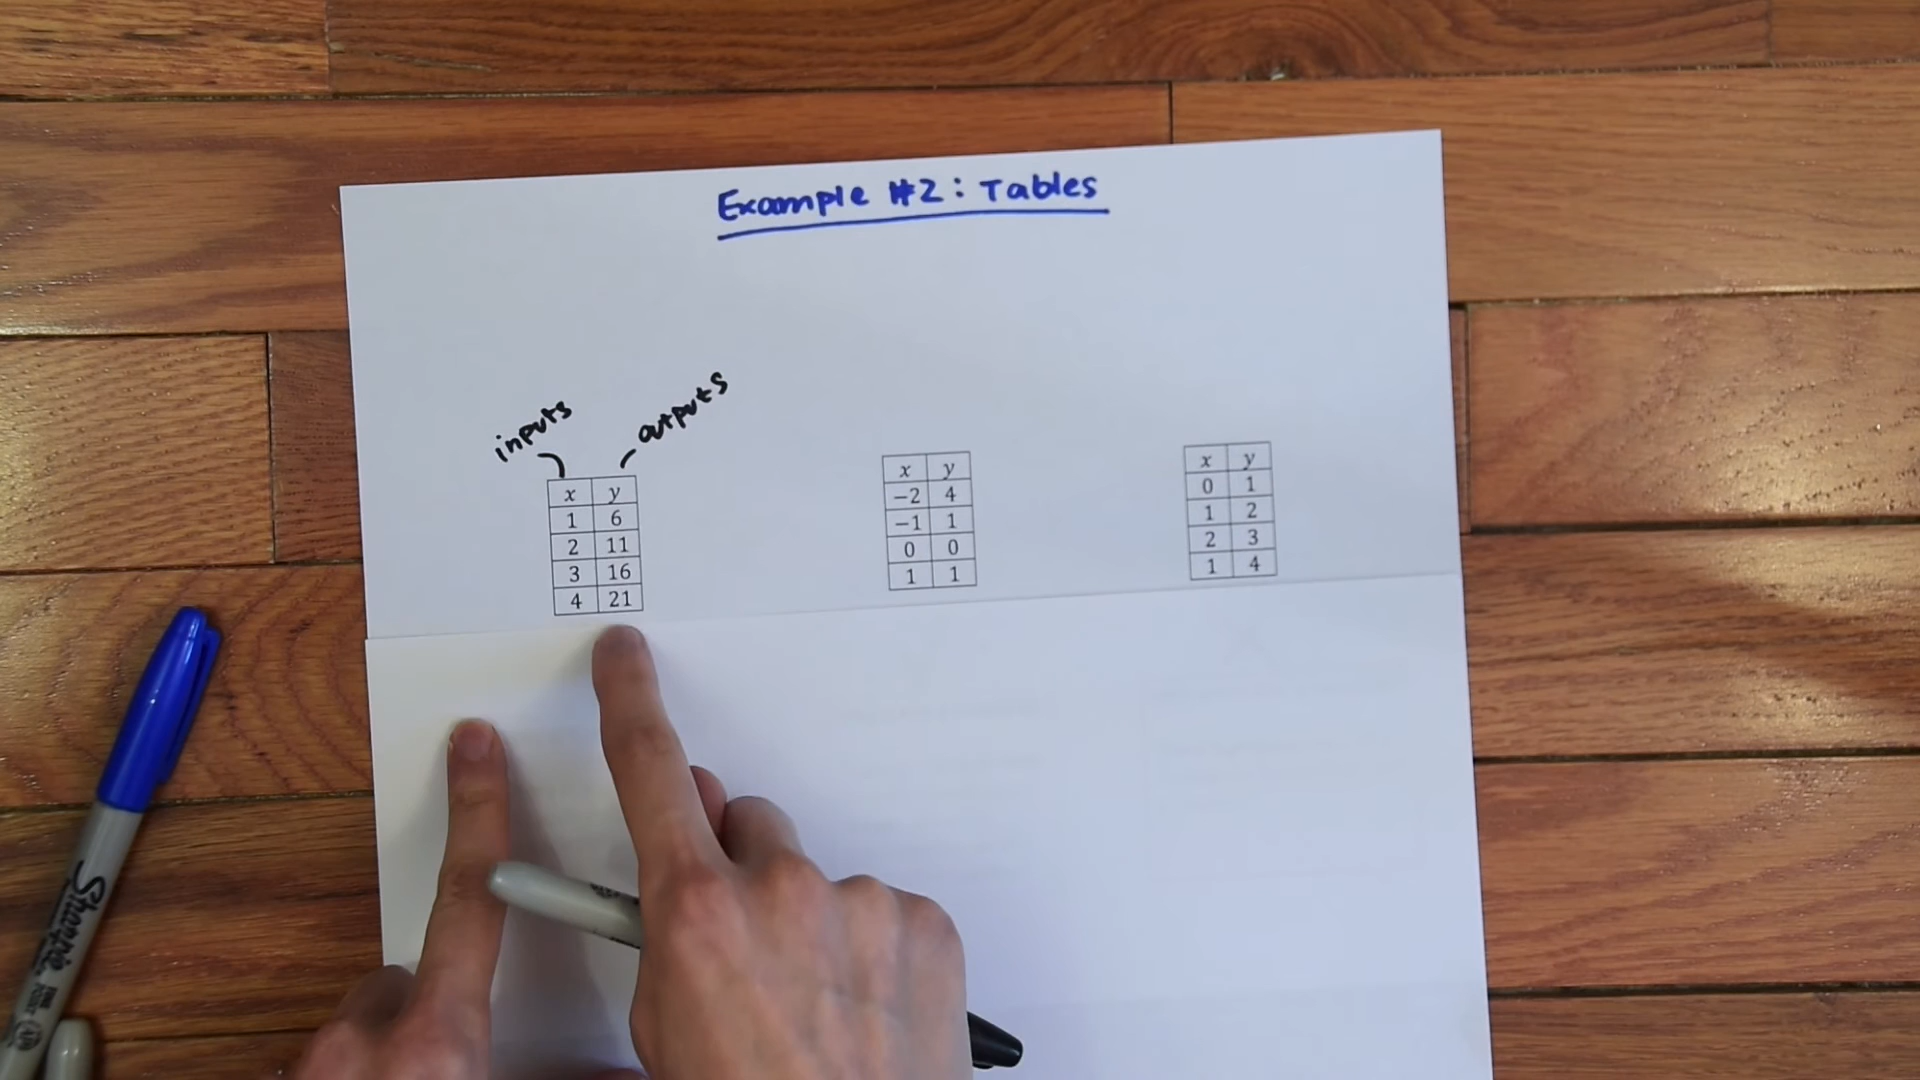 Example #2: Tables
inputs
outputs
x y
1 6
2 11
3 16
4 21
x y
−2 4
−1 1
0 0
1 1
x y
0 1
1 2
2 3
1 4
Sharpie